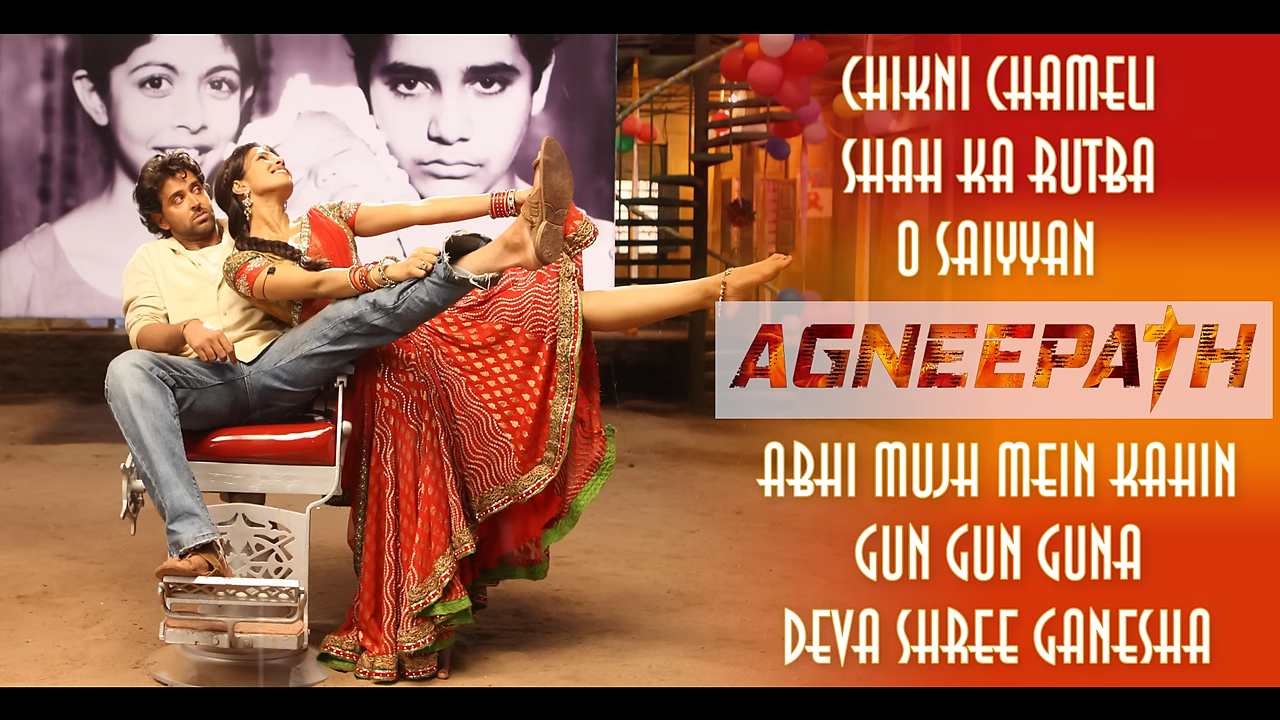 CHIKNI CHAMELI
SHAH KA RUTBA
O SAIYYAN
AGNEEPATH
ABHI MUJH MEIN KAHIN
GUN GUN GUNA
DEVA SHREE GANESHA